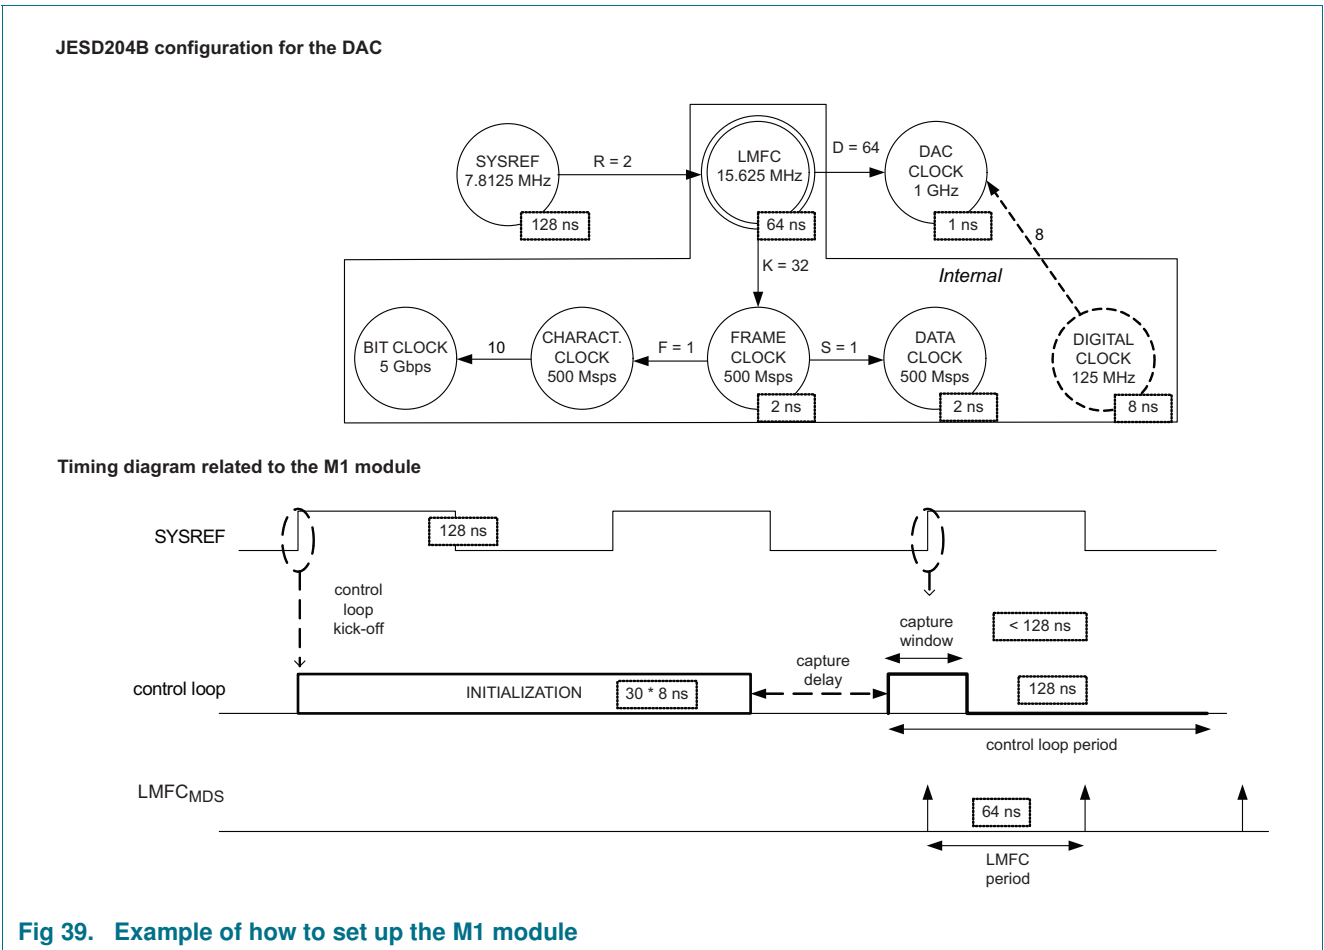 JESD204B configuration for the DAC
SYSREF
7.8125 MHz
128 ns
R = 2
LMFC
15.625 MHz
64 ns
D = 64
DAC
CLOCK
1 GHz
1 ns
8
K = 32
Internal
BIT CLOCK
5 Gbps
10
CHARACT.
CLOCK
500 Msps
F = 1
FRAME
CLOCK
500 Msps
2 ns
S = 1
DATA
CLOCK
500 Msps
2 ns
DIGITAL
CLOCK
125 MHz
8 ns
Timing diagram related to the M1 module
SYSREF
128 ns
control
loop
kick-off
capture
window
< 128 ns
capture
delay
control loop
INITIALIZATION
30 * 8 ns
128 ns
control loop period
LMFCMDS
64 ns
LMFC
period
Fig 39. Example of how to set up the M1 module